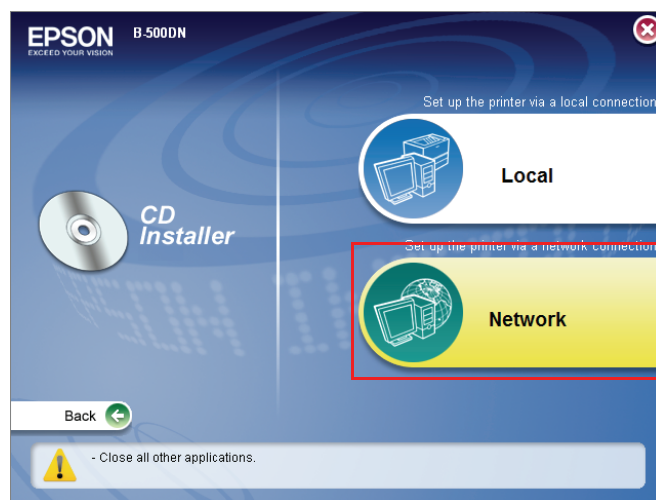 EPSON
EXCEED YOUR VISION
B-500DN
Set up the printer via a local connection
Local
CD
Installer
Set up the printer via a network connection
Network
Back
- Close all other applications.